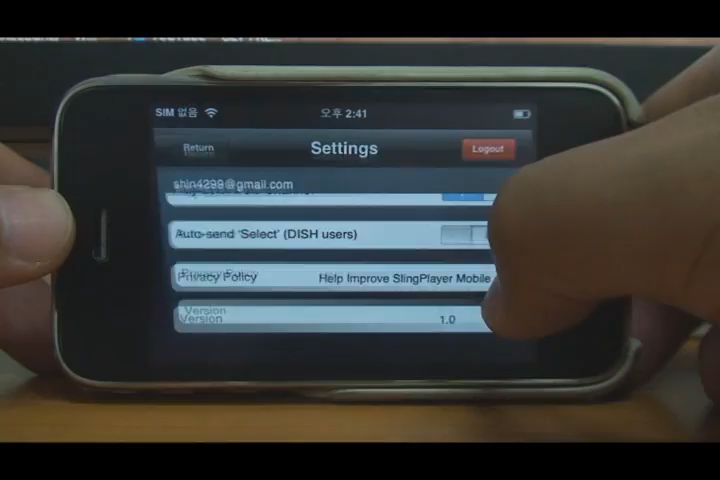 SIM 없음
오후 2:41
Return
Settings
Logout
shin4299@gmail.com
Auto-send 'Select' (DISH users)
Privacy Policy
Help Improve SlingPlayer Mobile
Version
1.0